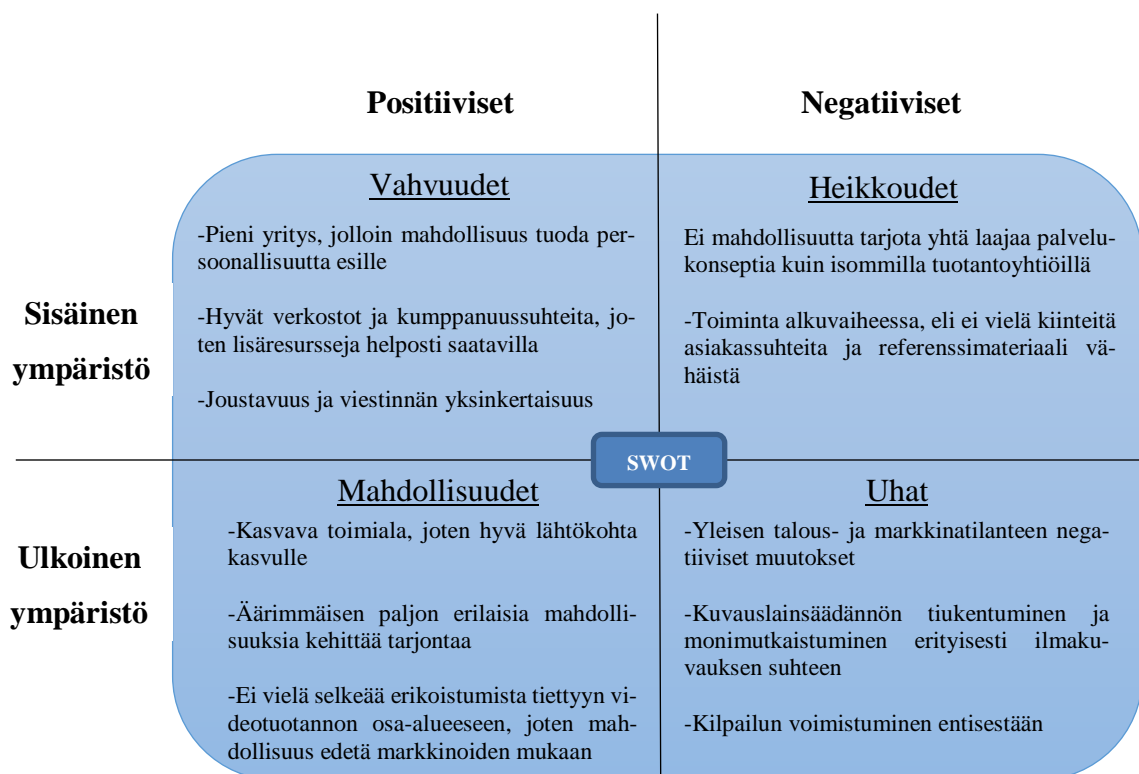 Positiiviset
Negatiiviset
Sisäinen
ympäristö
Vahvuudet
-Pieni yritys, jolloin mahdollisuus tuoda per-
soonallisuutta esille
-Hyvät verkostot ja kumppanuussuhteita, jo-
ten lisäresursseja helposti saatavilla
-Joustavuus ja viestinnän yksinkertaisuus
Heikkoudet
Ei mahdollisuutta tarjota yhtä laajaa palvelu-
konseptia kuin isommilla tuotantoyhtiöillä
-Toiminta alkuvaiheessa, eli ei vielä kiinteitä
asiakassuhteita ja referenssimateriaali vä-
häistä
SWOT
Ulkoinen
ympäristö
Mahdollisuudet
-Kasvava toimiala, joten hyvä lähtökohta
kasvulle
-Äärimmäisen paljon erilaisia mahdolli-
suuksia kehittää tarjontaa
-Ei vielä selkeää erikoistumista tiettyyn vi-
deotuotannon osa-alueeseen, joten mah-
dollisuus edetä markkinoiden mukaan
Uhat
-Yleisen talous- ja markkinatilanteen nega-
tiiviset muutokset
-Kuvauslainsäädännön tiukentuminen ja
monimutkaistuminen erityisesti ilmaku-
vauksen suhteen
-Kilpailun voimistuminen entisestään